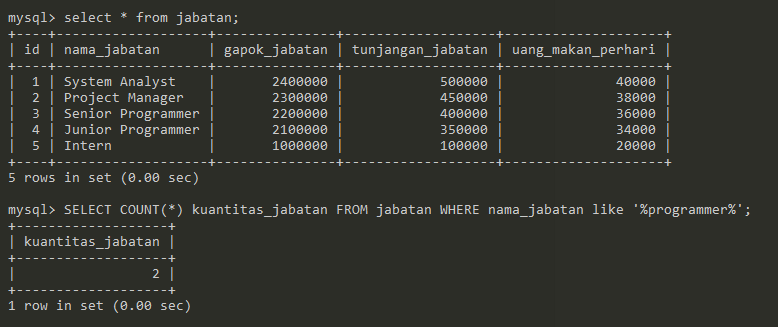 mysql> select * from jabatan;
+----+-------------------+---------------+-------------------+--------------------+
| id | nama_jabatan      | gapok_jabatan | tunjangan_jabatan | uang_makan_perhari |
+----+-------------------+---------------+-------------------+--------------------+
|  1 | System Analyst    |       2400000 |            500000 |              40000 |
|  2 | Project Manager   |       2300000 |            450000 |              38000 |
|  3 | Senior Programmer |       2200000 |            400000 |              36000 |
|  4 | Junior Programmer |       2100000 |            350000 |              34000 |
|  5 | Intern            |       1000000 |            100000 |              20000 |
+----+-------------------+---------------+-------------------+--------------------+
5 rows in set (0.00 sec)
mysql> SELECT COUNT(*) kuantitas_jabatan FROM jabatan WHERE nama_jabatan like '%programmer%';
+-------------------+
| kuantitas_jabatan |
+-------------------+
|                 2 |
+-------------------+
1 row in set (0.00 sec)